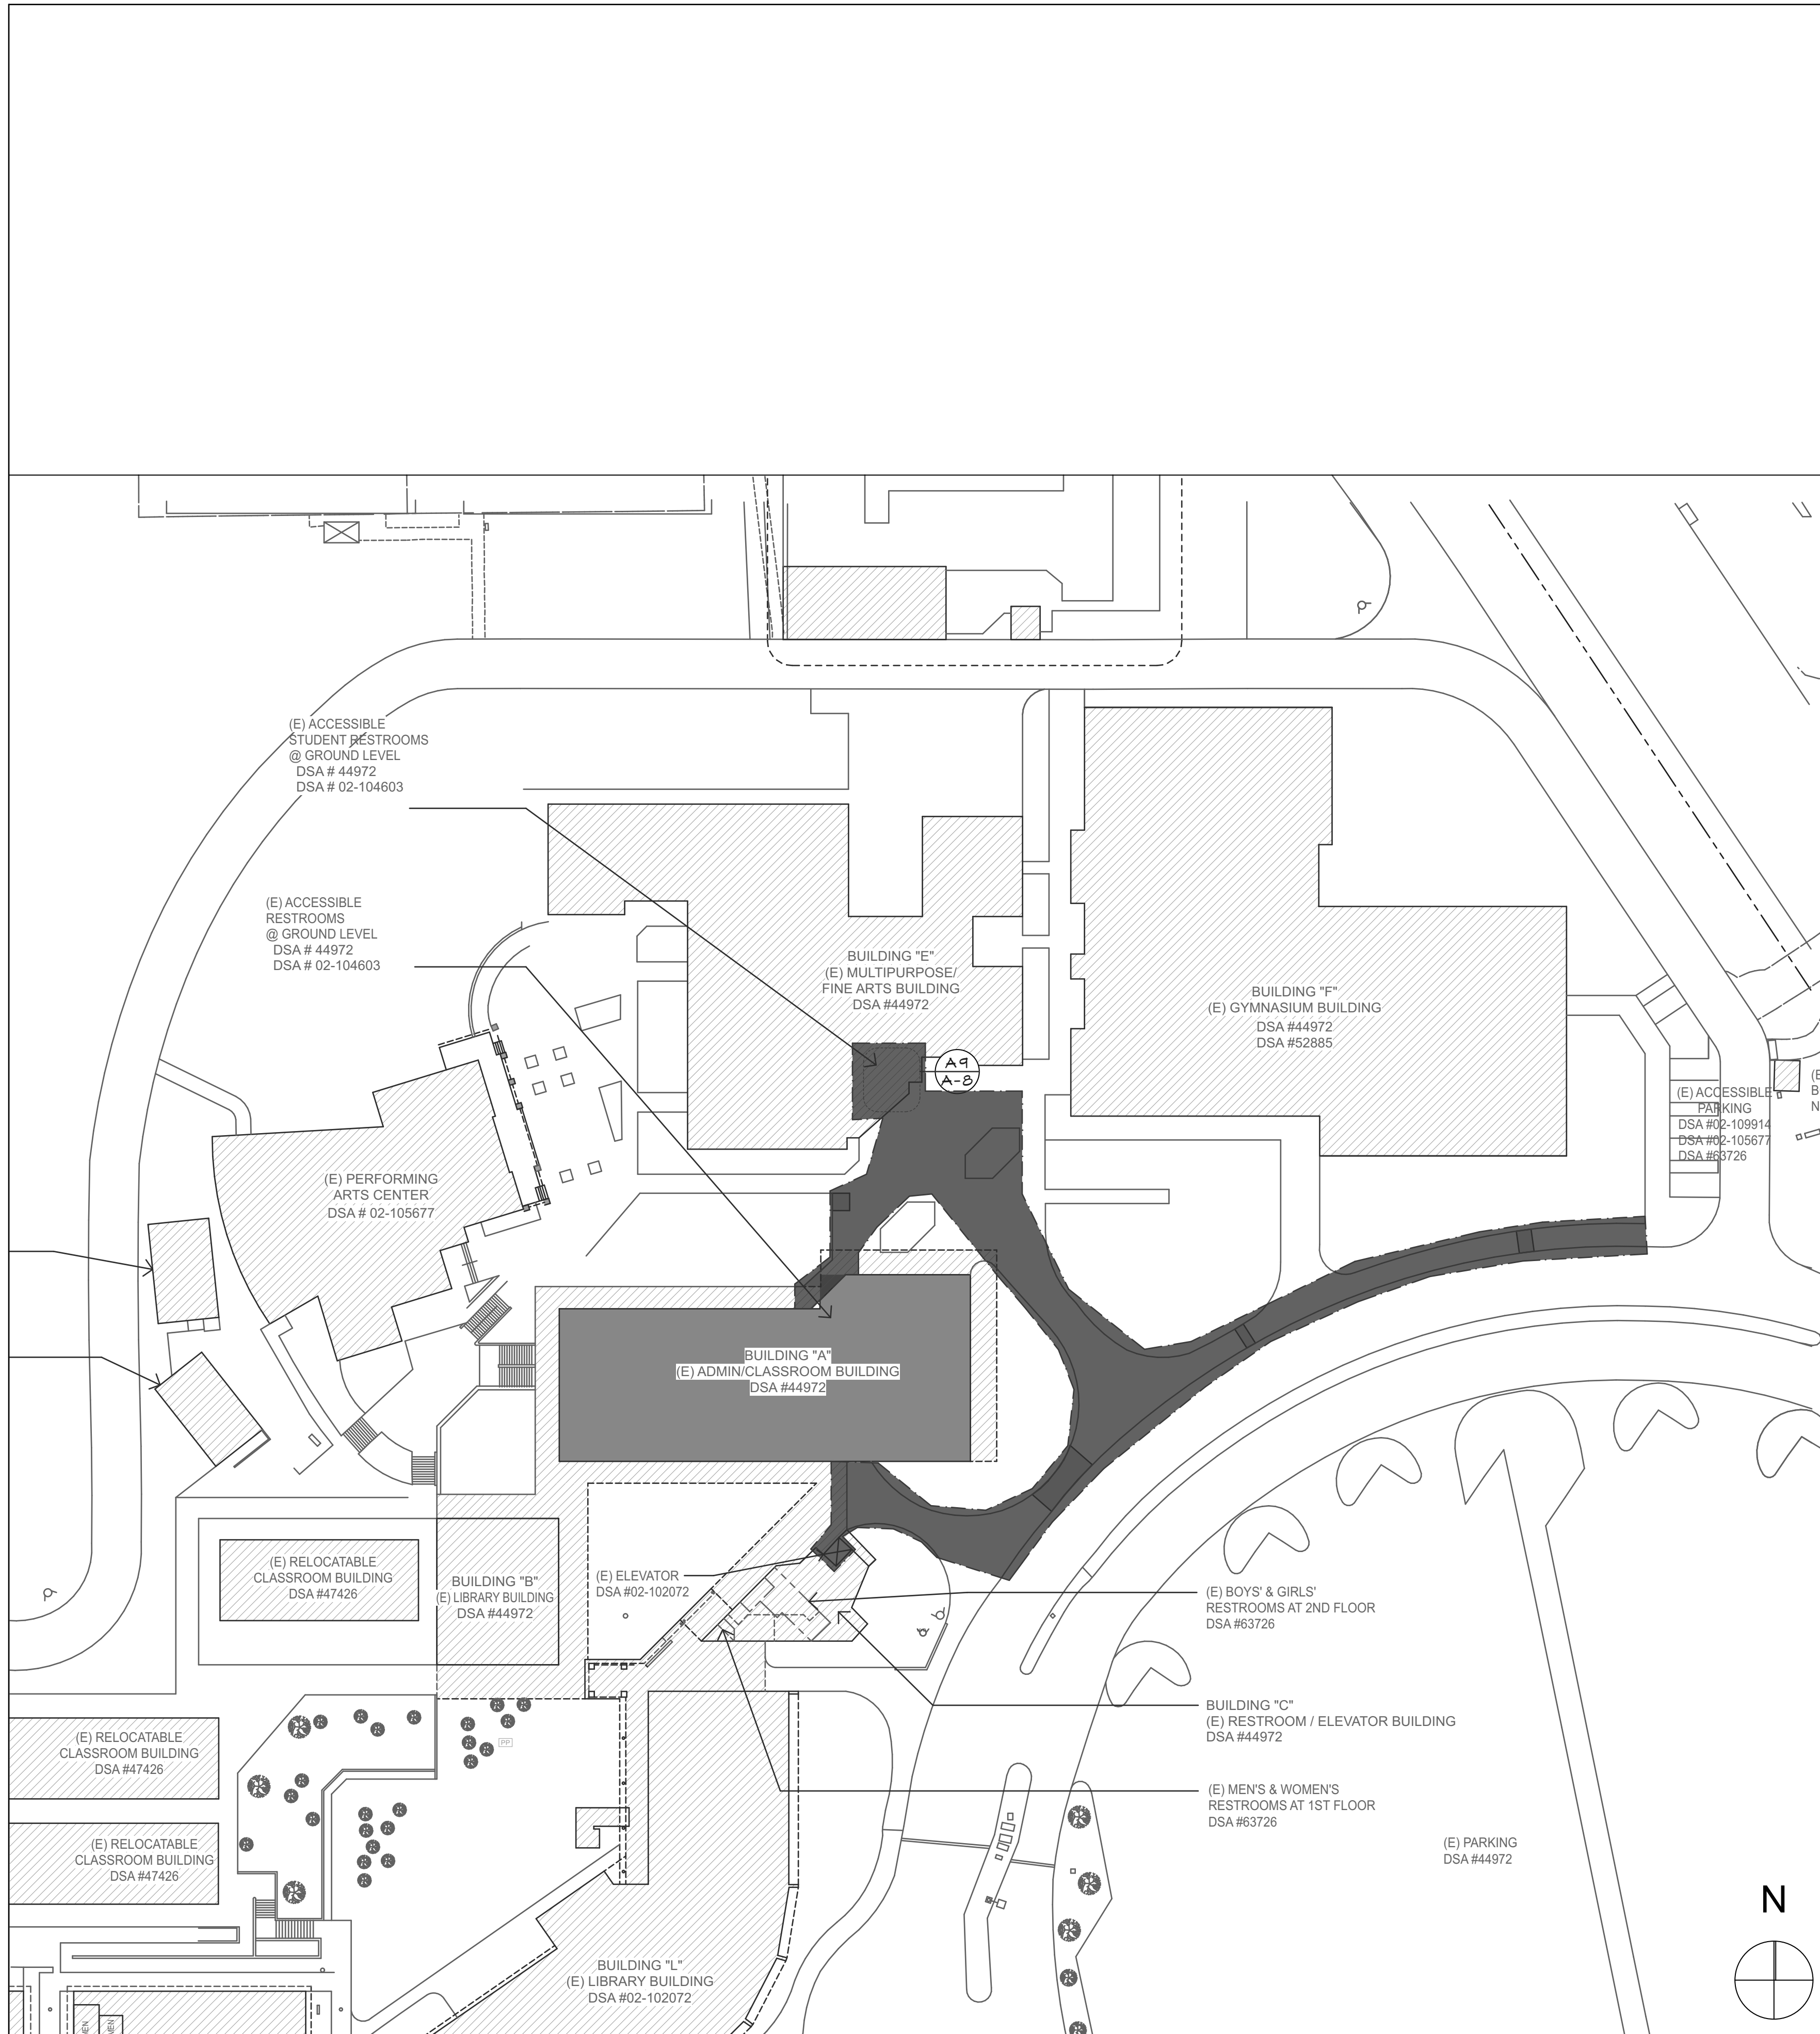 (E) ACCESSIBLE
STUDENT RESTROOMS
@ GROUND LEVEL
DSA # 44972
DSA # 02-104603
(E) ACCESSIBLE
RESTROOMS
@ GROUND LEVEL
DSA # 44972
DSA # 02-104603
BUILDING "E"
(E) MULTIPURPOSE/
FINE ARTS BUILDING
DSA #44972
BUILDING "F"
(E) GYMNASIUM BUILDING
DSA #44972
DSA #52885
A9
A-8
(E) ACCESSIBLE
PARKING
DSA #02-109914
DSA #02-105677
DSA #63726
(E
B
N
(E) PERFORMING
ARTS CENTER
DSA # 02-105677
BUILDING "A"
(E) ADMIN/CLASSROOM BUILDING
DSA #44972
(E) RELOCATABLE
CLASSROOM BUILDING
DSA #47426
BUILDING "B"
(E) LIBRARY BUILDING
DSA #44972
(E) ELEVATOR
DSA #02-102072
(E) BOYS' & GIRLS'
RESTROOMS AT 2ND FLOOR
DSA #63726
BUILDING "C"
(E) RESTROOM / ELEVATOR BUILDING
DSA #44972
(E) RELOCATABLE
CLASSROOM BUILDING
DSA #47426
PP
(E) MEN'S & WOMEN'S
RESTROOMS AT 1ST FLOOR
DSA #63726
(E) RELOCATABLE
CLASSROOM BUILDING
DSA #47426
(E) PARKING
DSA #44972
N
BUILDING "L"
(E) LIBRARY BUILDING
DSA #02-102072
MEN